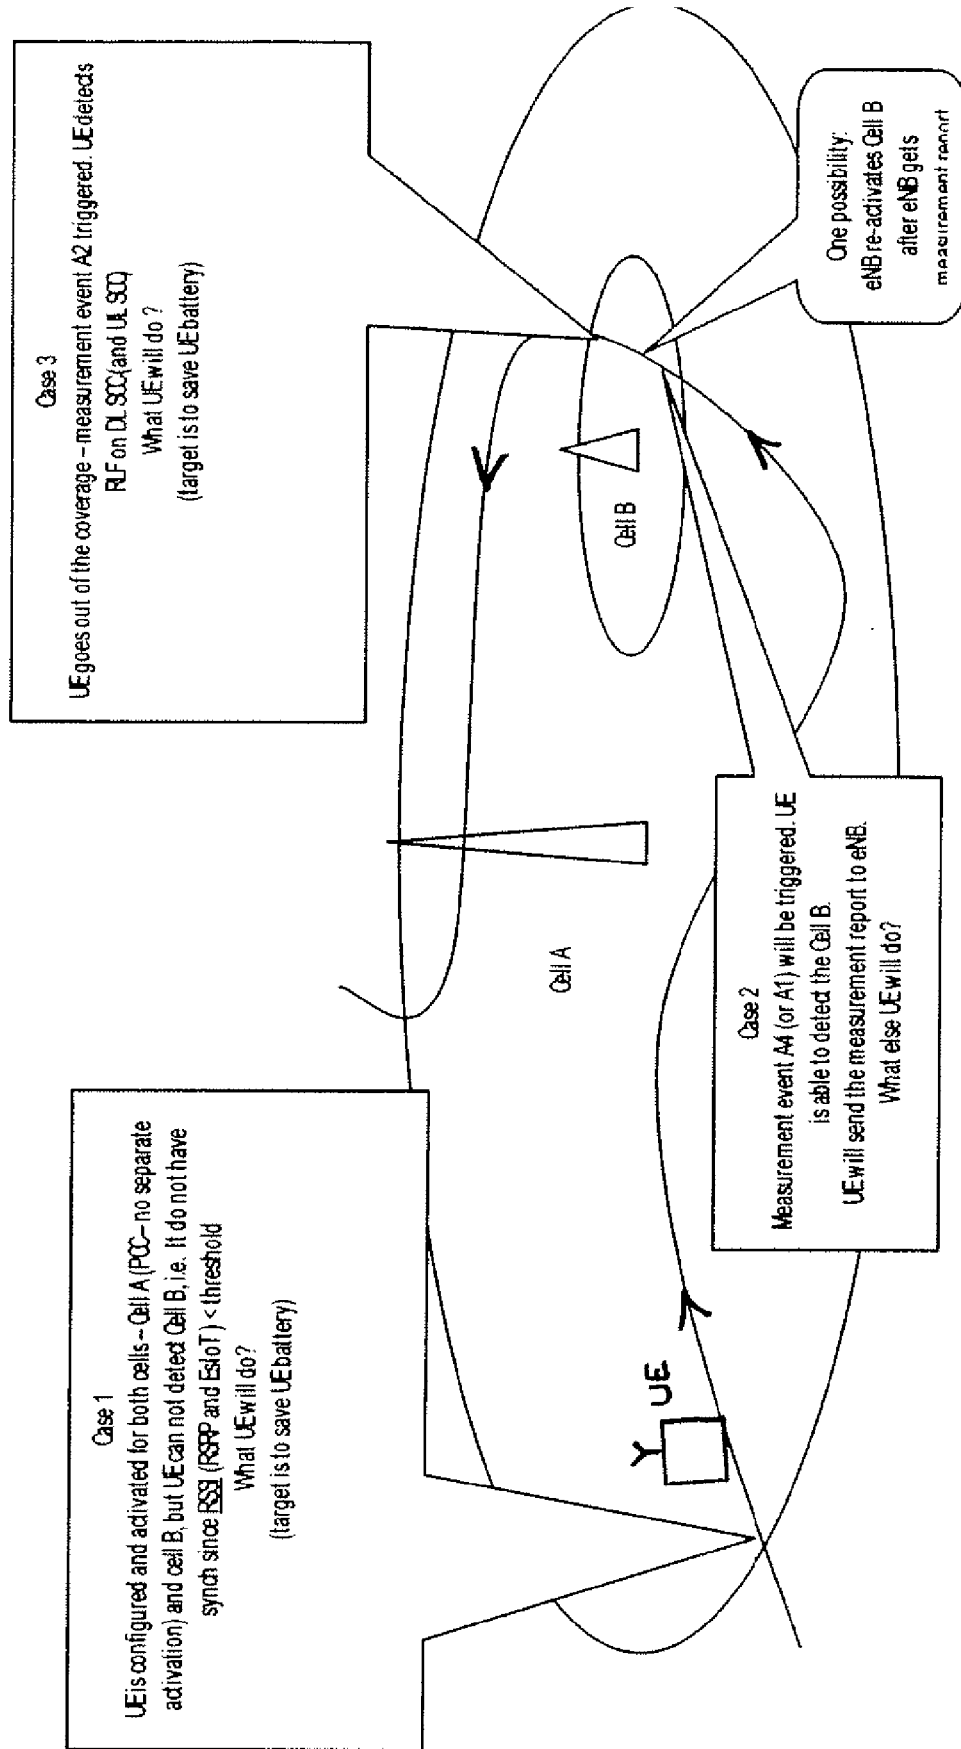 Case 1
UE is configured and activated for both cells – Cell A (PCC – no separate
activation) and cell B, but UE can not detect Cell B, i.e. It do not have
synch since RSSI (RSRP and EsIoT) < threshold
What UE will do?
(target is to save UE battery)
Case 3
UE goes out of the coverage – measurement event A2 triggered. UE detects
RLF on DL SCC (and UL SCC)
What UE will do ?
(target is to save UE battery)
UE
Cell A
Cell B
Case 2
Measurement event A4 (or A1) will be triggered. UE
is able to detect the Cell B.
UE will send the measurement report to eNB.
What else UE will do?
One possibility:
eNB re-activates Cell B
after eNB gets
measurement report